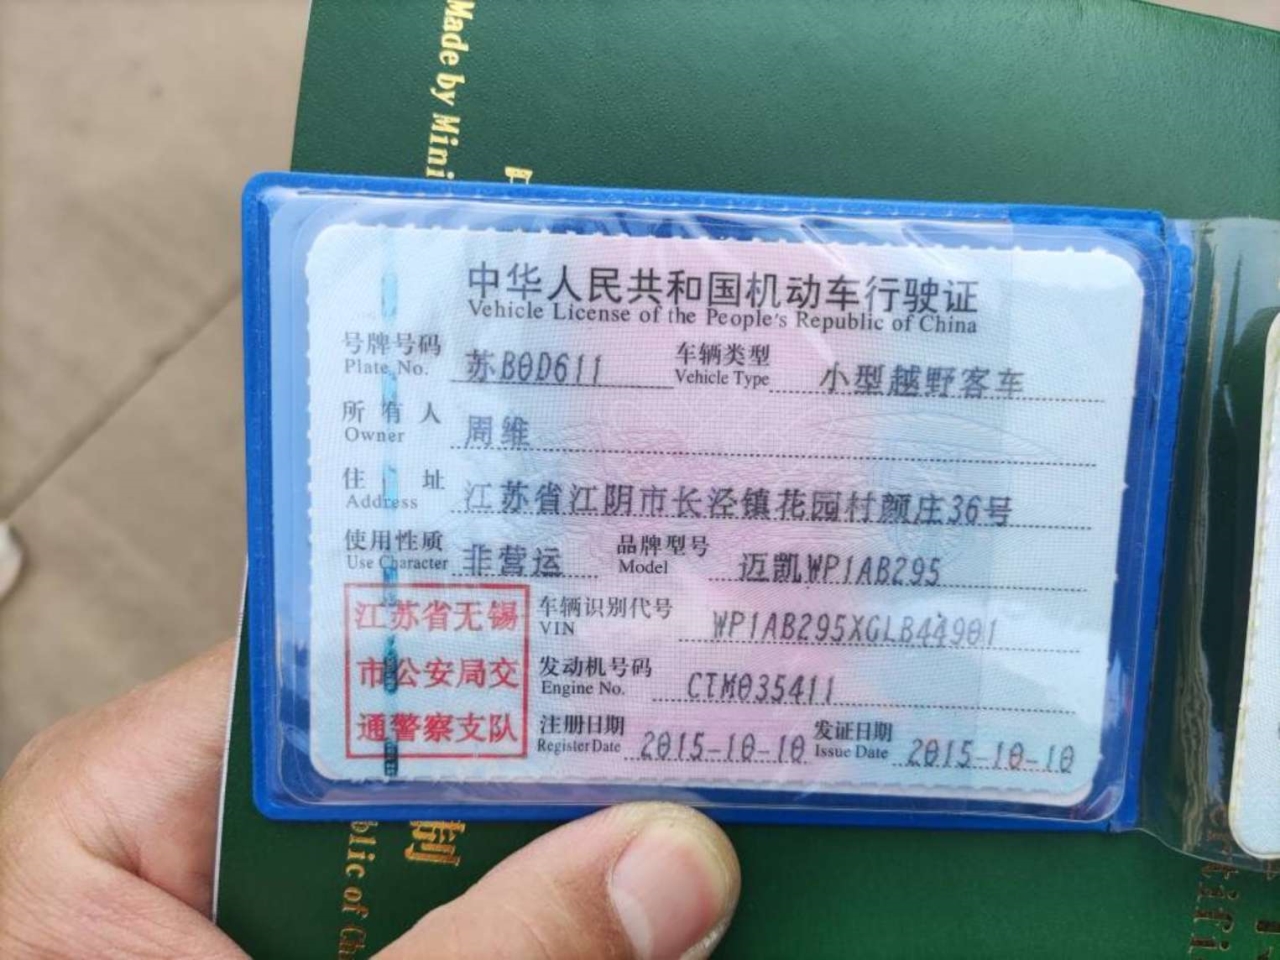 Made by Mini
中华人民共和国机动车行驶证
Vehicle License of the People's Republic of China
号牌号码 苏B0D611 车辆类型 小型越野客车
Plate No. Vehicle Type
所有人 周维
Owner
住址 江苏省江阴市长泾镇花园村颜庄36号
Address
使用性质 非营运 品牌型号 迈凯WP1AB295
Use Character Model
江苏省无锡
市公安局交
通警察支队
车辆识别代号 WP1AB295XGLB44901
VIN
发动机号码 CTM035411
Engine No.
注册日期 2015-10-10 发证日期 2015-10-10
Register Date Issue Date
制
blic of Ch